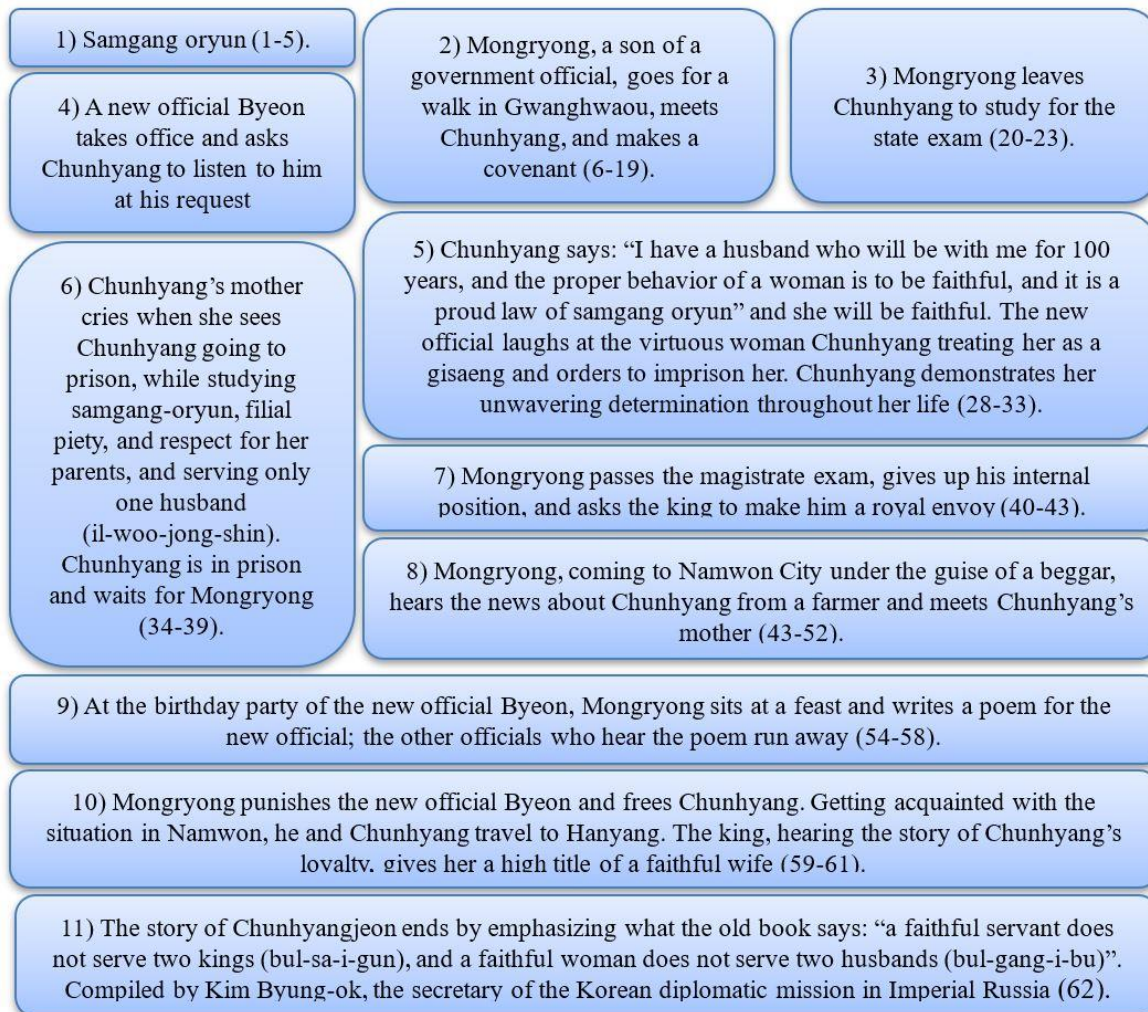 1) Samgang oryun (1-5).
2) Mongryong, a son of a
government official, goes for a
walk in Gwanghwaou, meets
Chunhyang, and makes a
covenant (6-19).
3) Mongryong leaves
Chunhyang to study for the
state exam (20-23).
4) A new official Byeon
takes office and asks
Chunhyang to listen to him
at his request
5) Chunhyang says: “I have a husband who will be with me for 100
years, and the proper behavior of a woman is to be faithful, and it is a
proud law of samgang oryun” and she will be faithful. The new
official laughs at the virtuous woman Chunhyang treating her as a
gisaeng and orders to imprison her. Chunhyang demonstrates her
unwavering determination throughout her life (28-33).
6) Chunhyang’s mother
cries when she sees
Chunhyang going to
prison, while studying
samgang-oryun, filial
piety, and respect for her
parents, and serving only
one husband
(il-woo-jong-shin).
Chunhyang is in prison
and waits for Mongryong
(34-39).
7) Mongryong passes the magistrate exam, gives up his internal
position, and asks the king to make him a royal envoy (40-43).
8) Mongryong, coming to Namwon City under the guise of a beggar,
hears the news about Chunhyang from a farmer and meets Chunhyang’s
mother (43-52).
9) At the birthday party of the new official Byeon, Mongryong sits at a feast and writes a poem for the
new official; the other officials who hear the poem run away (54-58).
10) Mongryong punishes the new official Byeon and frees Chunhyang. Getting acquainted with the
situation in Namwon, he and Chunhyang travel to Hanyang. The king, hearing the story of Chunhyang’s
loyalty, gives her a high title of a faithful wife (59-61).
11) The story of Chunhyangjeon ends by emphasizing what the old book says: “a faithful servant does
not serve two kings (bul-sa-i-gun), and a faithful woman does not serve two husbands (bul-gang-i-bu)”.
Compiled by Kim Byung-ok, the secretary of the Korean diplomatic mission in Imperial Russia (62).